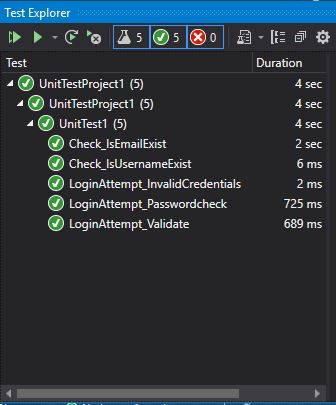 Test Explorer
5 5 0
Test Duration
UnitTestProject1 (5) 4 sec
UnitTestProject1 (5) 4 sec
UnitTest1 (5) 4 sec
Check_IsEmailExist 2 sec
Check_IsUsernameExist 6 ms
LoginAttempt_InvalidCredentials 2 ms
LoginAttempt_Passwordcheck 725 ms
LoginAttempt_Validate 689 ms